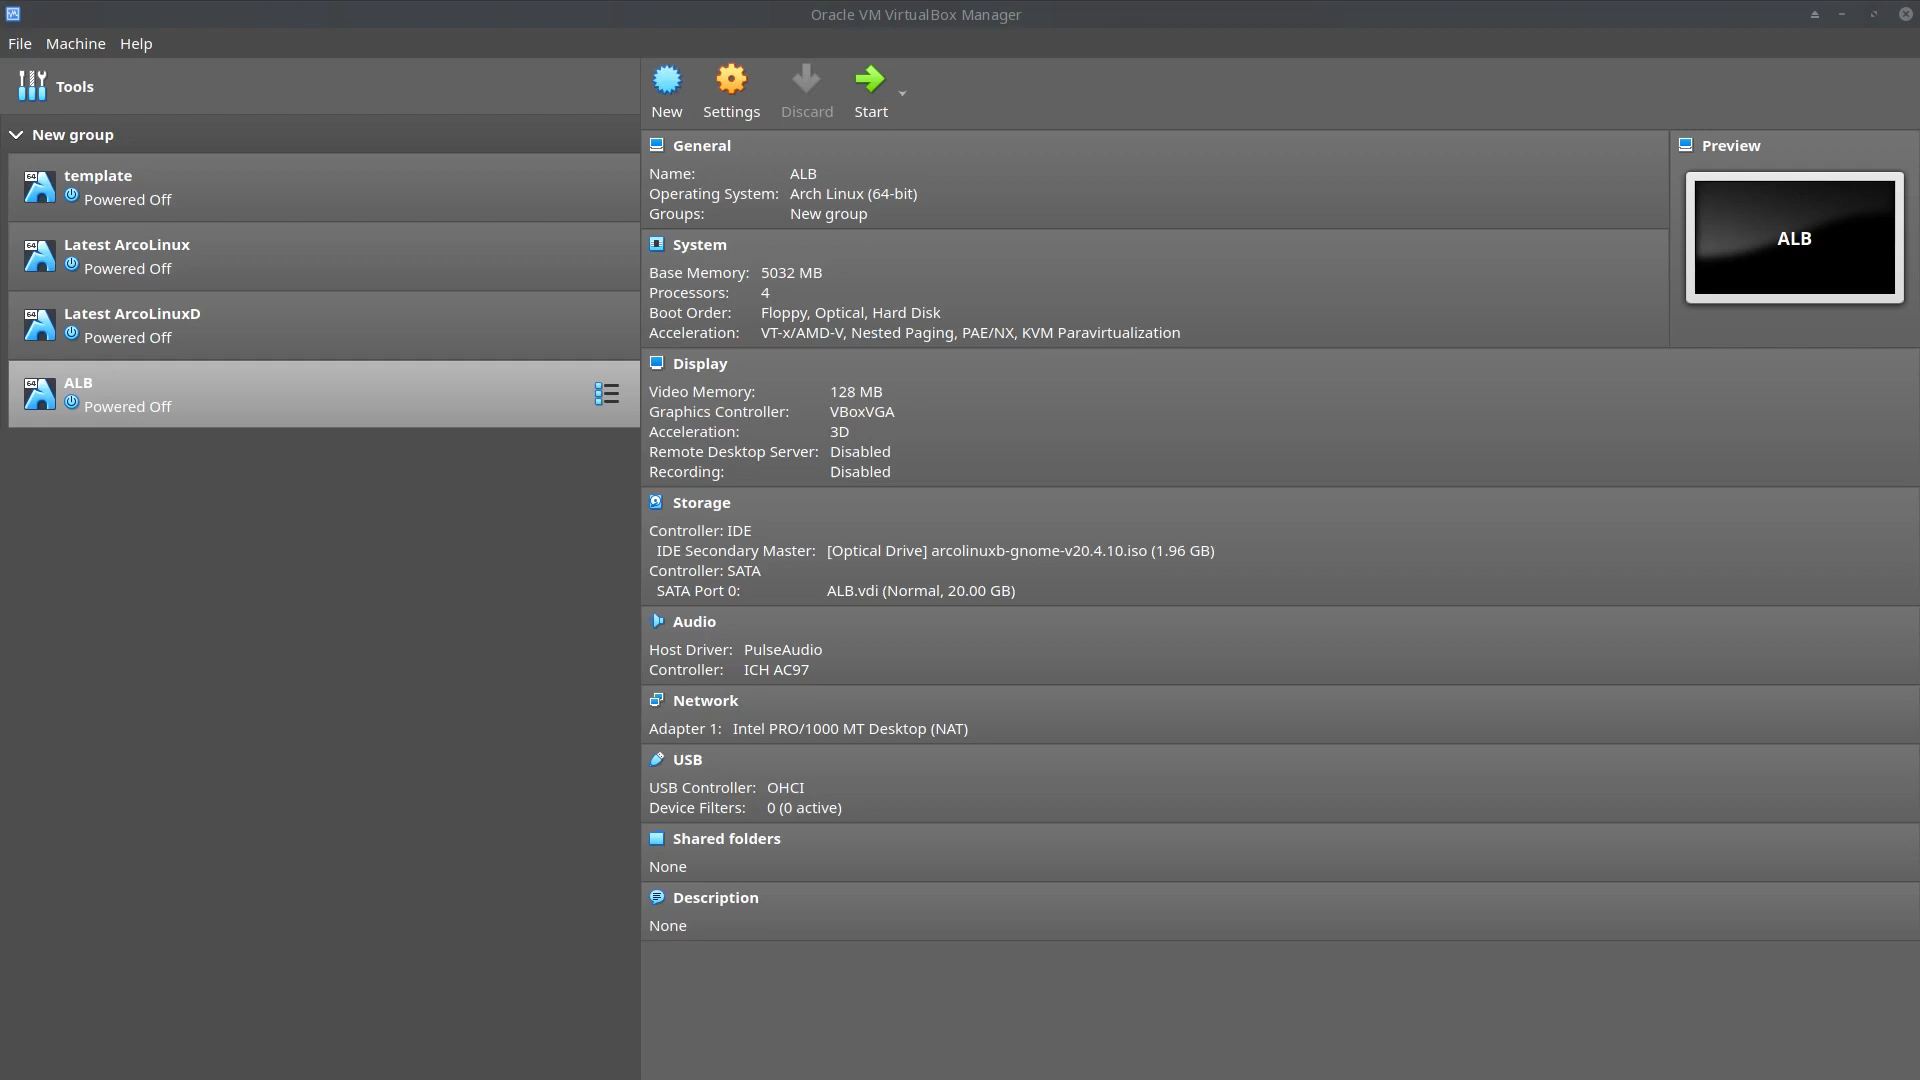 Oracle VM VirtualBox Manager
File Machine Help
Tools
New group
64
template
Powered Off
64
Latest ArcoLinux
Powered Off
64
Latest ArcoLinuxD
Powered Off
64
ALB
Powered Off
New Settings Discard Start
General
Name: ALB
Operating System: Arch Linux (64-bit)
Groups: New group
System
Base Memory: 5032 MB
Processors: 4
Boot Order: Floppy, Optical, Hard Disk
Acceleration: VT-x/AMD-V, Nested Paging, PAE/NX, KVM Paravirtualization
Preview
ALB
Display
Video Memory: 128 MB
Graphics Controller: VBoxVGA
Acceleration: 3D
Remote Desktop Server: Disabled
Recording: Disabled
Storage
Controller: IDE
IDE Secondary Master: [Optical Drive] arcolinuxb-gnome-v20.4.10.iso (1.96 GB)
Controller: SATA
SATA Port 0: ALB.vdi (Normal, 20.00 GB)
Audio
Host Driver: PulseAudio
Controller: ICH AC97
Network
Adapter 1: Intel PRO/1000 MT Desktop (NAT)
USB
USB Controller: OHCI
Device Filters: 0 (0 active)
Shared folders
None
Description
None